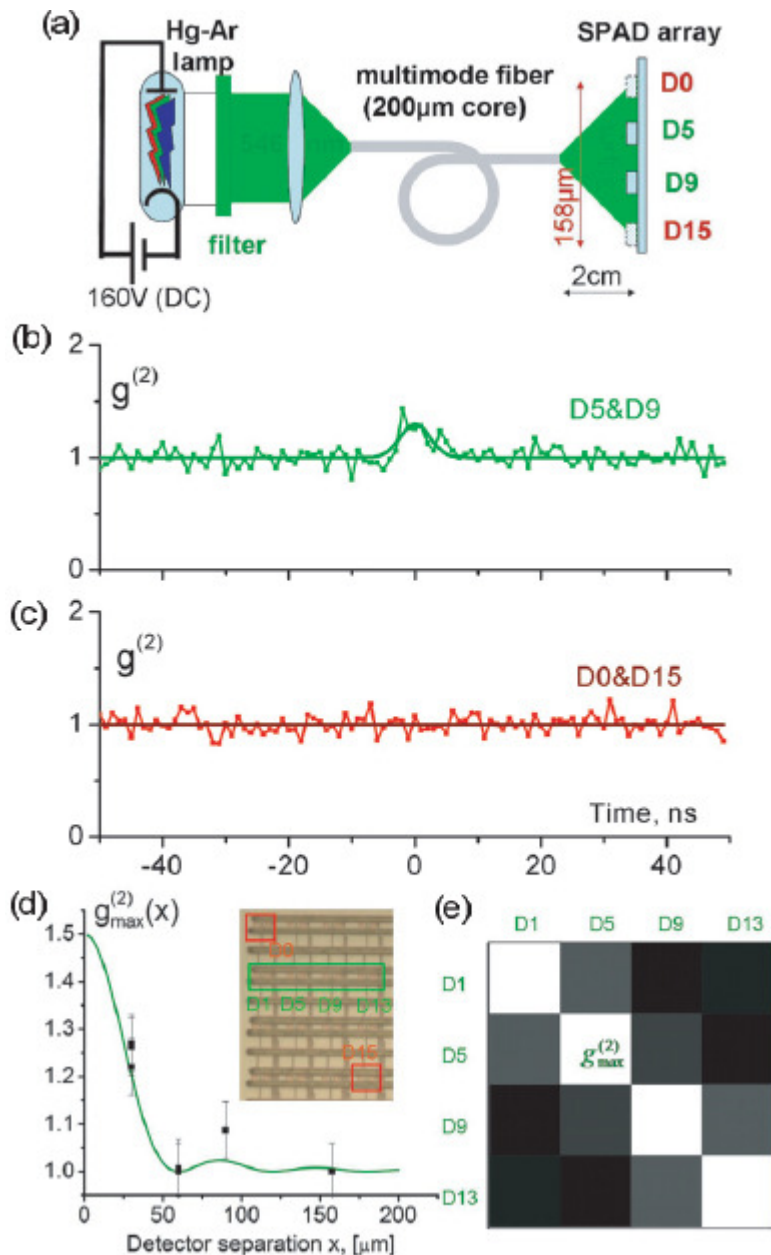 (a)
Hg-Ar
lamp
SPAD array
multimode fiber
(200µm core)
D0
D5
D9
D15
158µm
filter
2cm
160V (DC)
(b)
2
g(2)
D5&D9
1
0
(c)
2
g(2)
D0&D15
1
Time, ns
0
-40 -20 0 20 40
(d)
g(2)max(x)
1.5
1.4
1.3
1.2
1.1
1.0
0 50 100 150 200
Detector separation x, [µm]
D0
D1 D5 D9 D13
D15
(e)
D1 D5 D9 D13
D1
D5
g(2)max
D9
D13